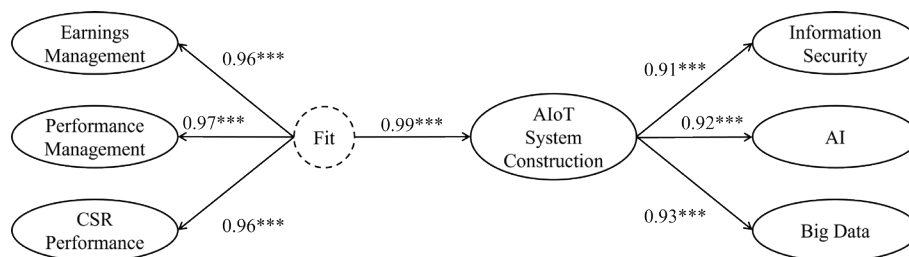 Earnings
Management
0.96***
Performance
Management
0.97***
CSR
Performance
0.96***
Fit
0.99***
AIoT
System
Construction
0.91***
Information
Security
0.92***
AI
0.93***
Big Data